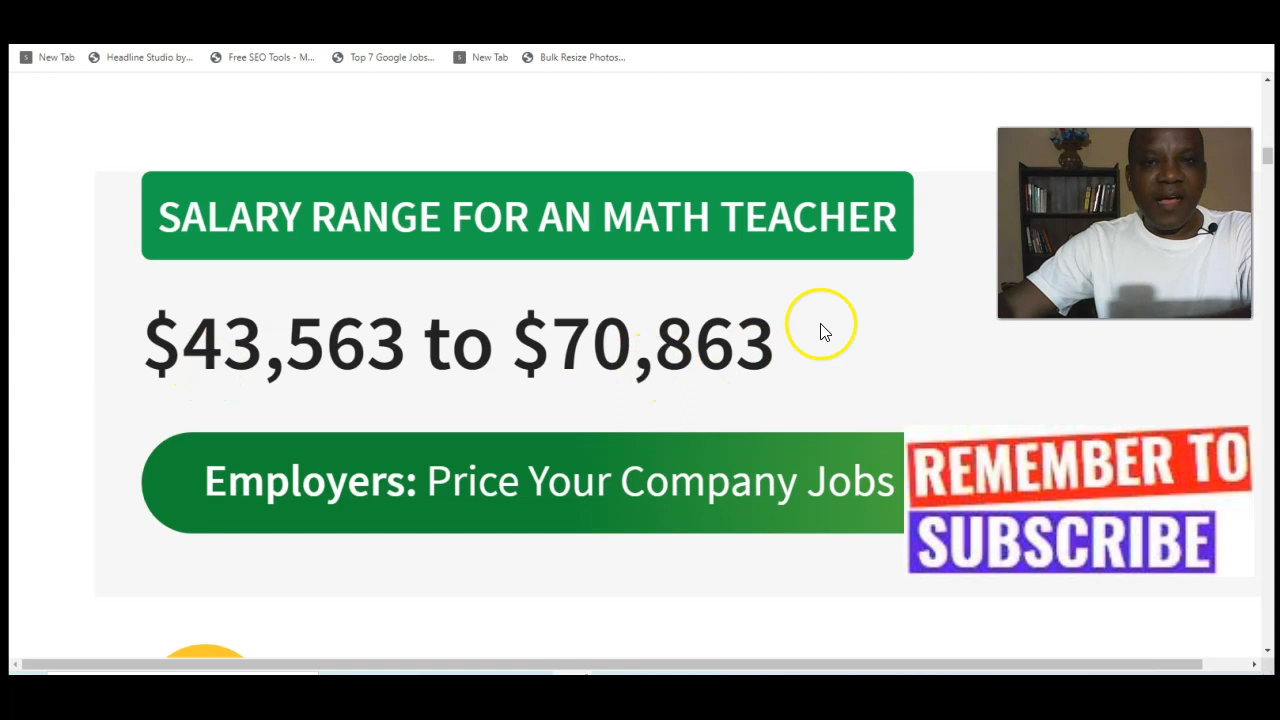 New Tab
Headline Studio by...
Free SEO Tools - M...
Top 7 Google Jobs...
New Tab
Bulk Resize Photos...
SALARY RANGE FOR AN MATH TEACHER
$43,563 to $70,863
Employers: Price Your Company Jobs
REMEMBER TO
SUBSCRIBE